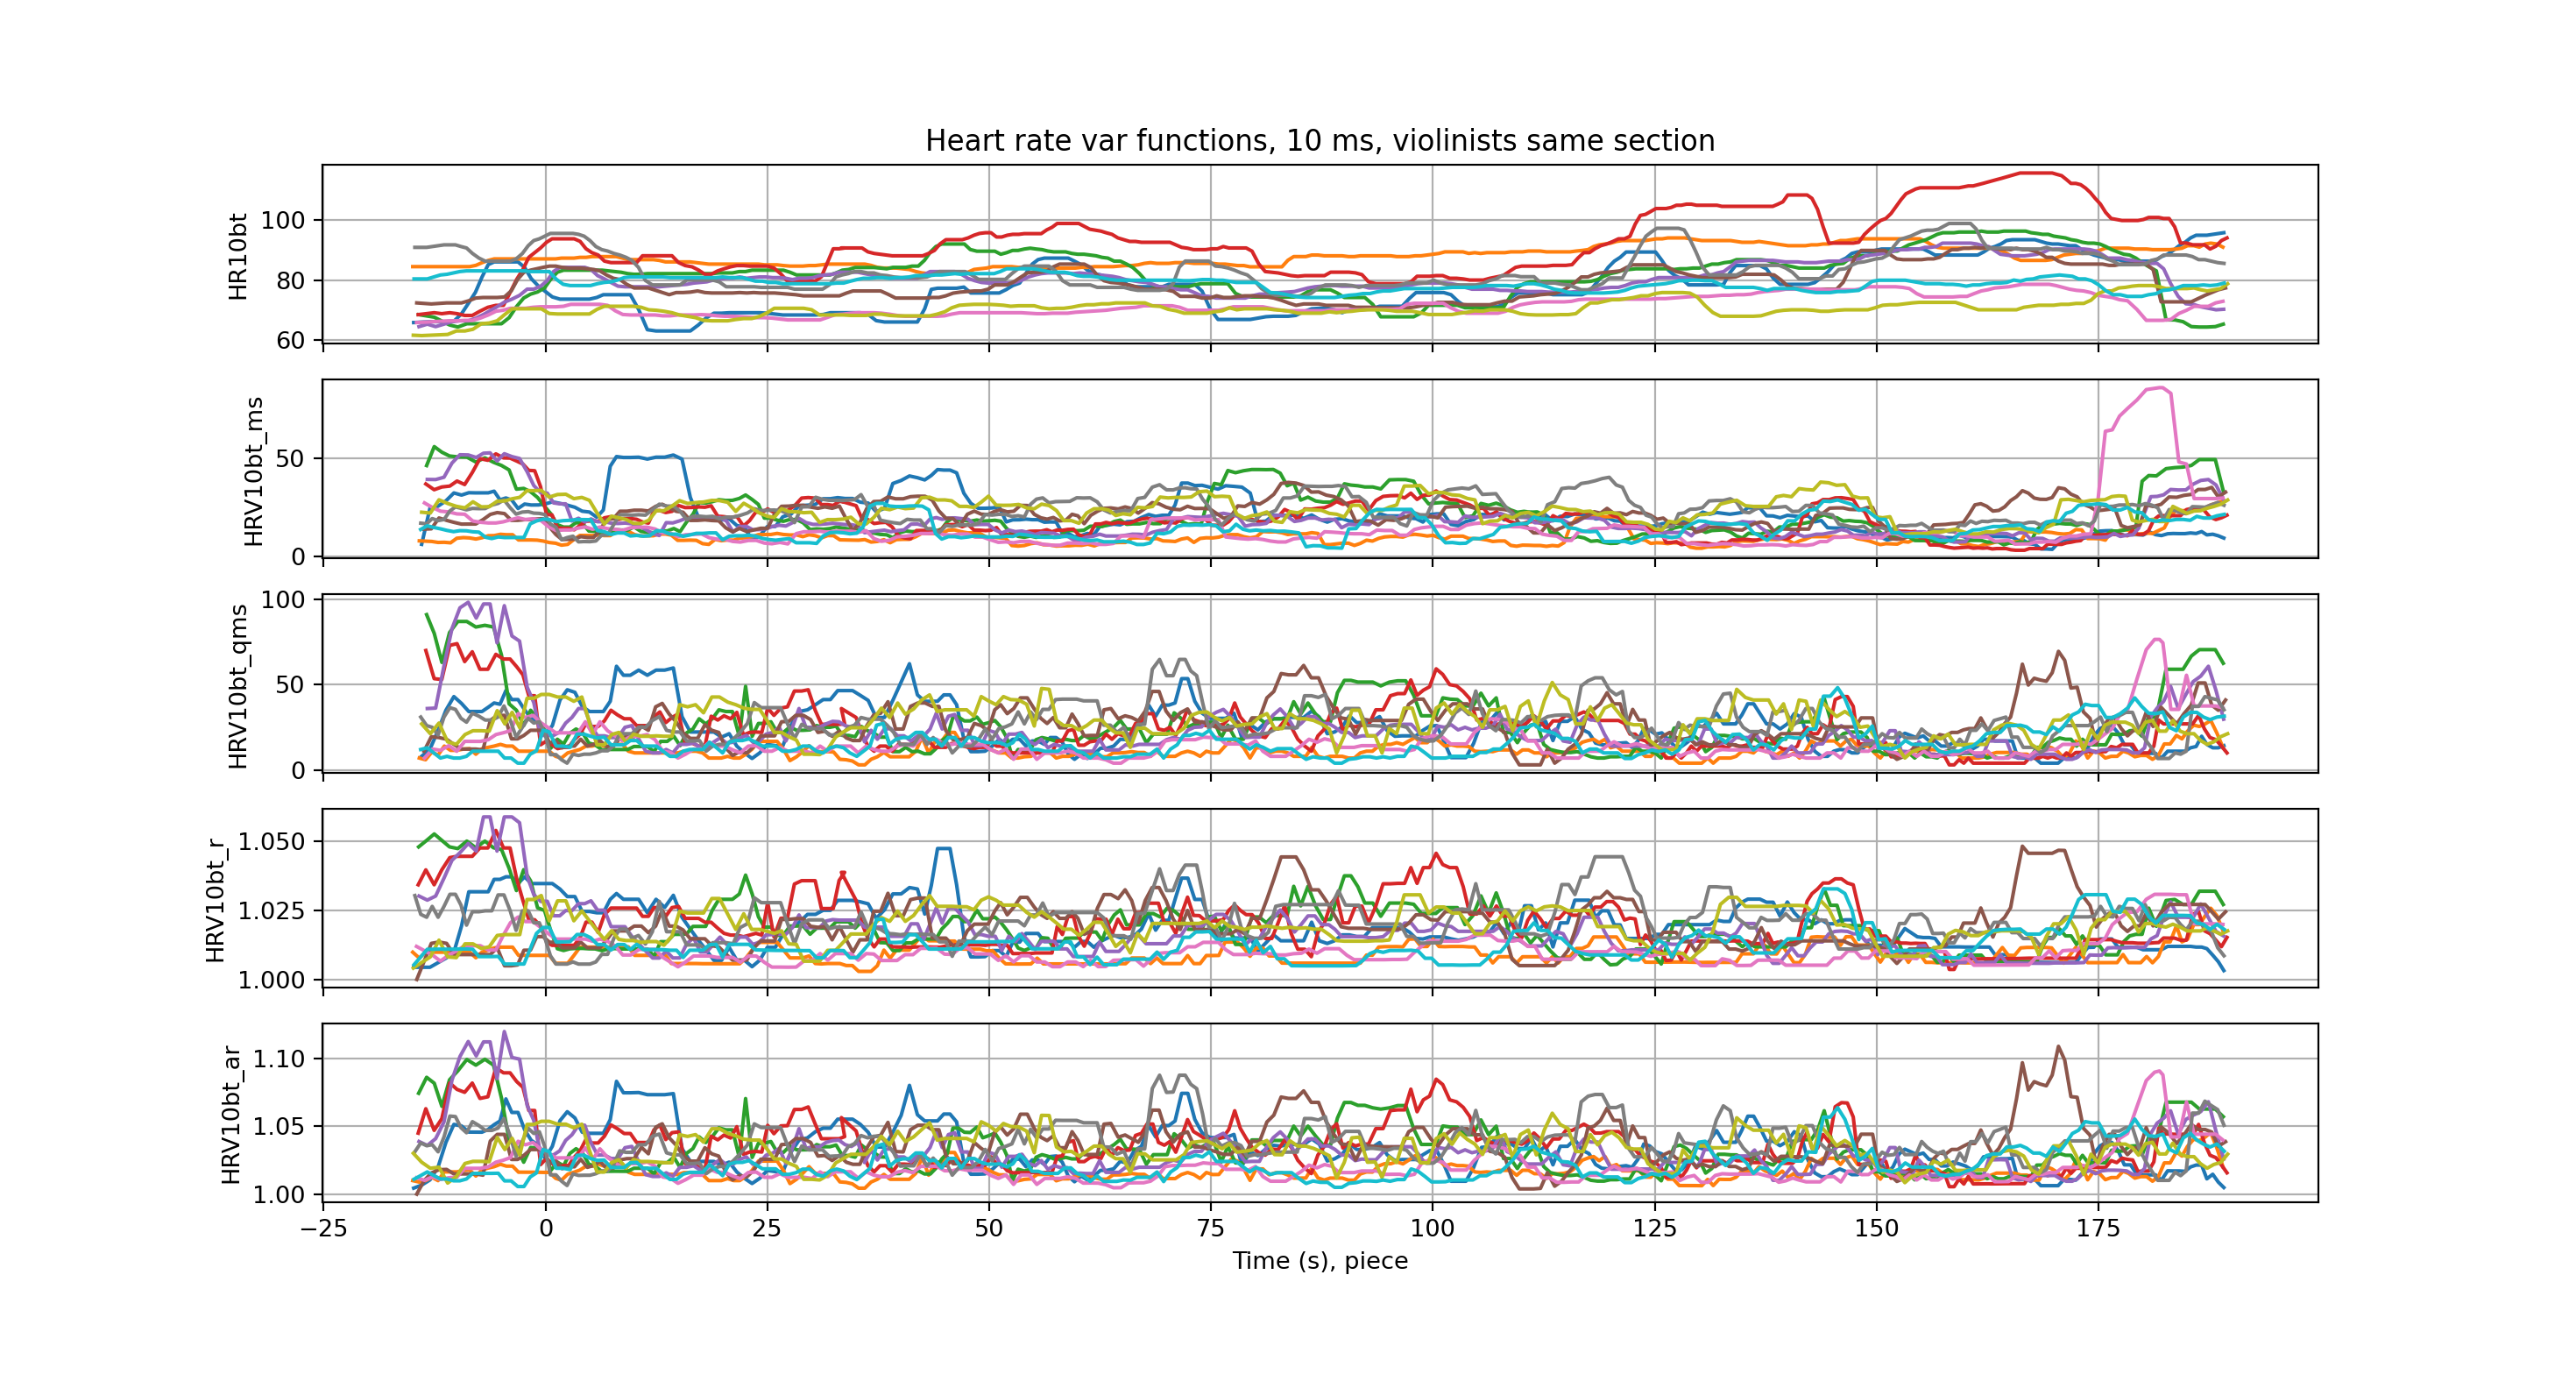 Heart rate var functions, 10 ms, violinists same section
HR10bt
100
80
60
HRV10bt_ms
50
0
HRV10bt_qms
100
50
0
HRV10bt_r
1.050
1.025
1.000
HRV10bt_ar
1.10
1.05
1.00
−25 0 25 50 75 100 125 150 175
Time (s), piece